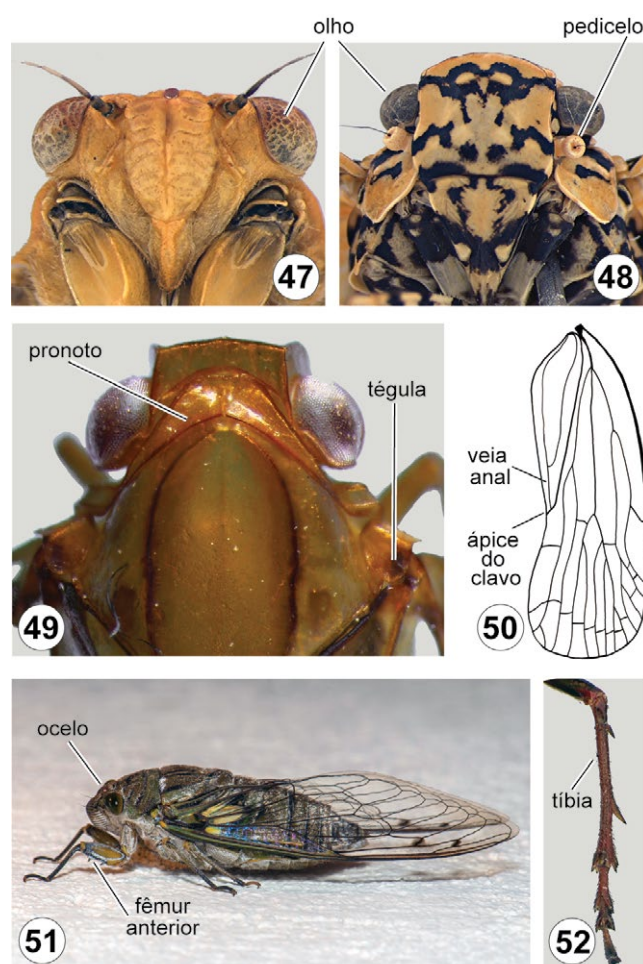 olho
pedicelo
47
48
pronoto
tégula
49
veia
anal
ápice
do
clavo
50
ocelo
fêmur
anterior
51
tíbia
52